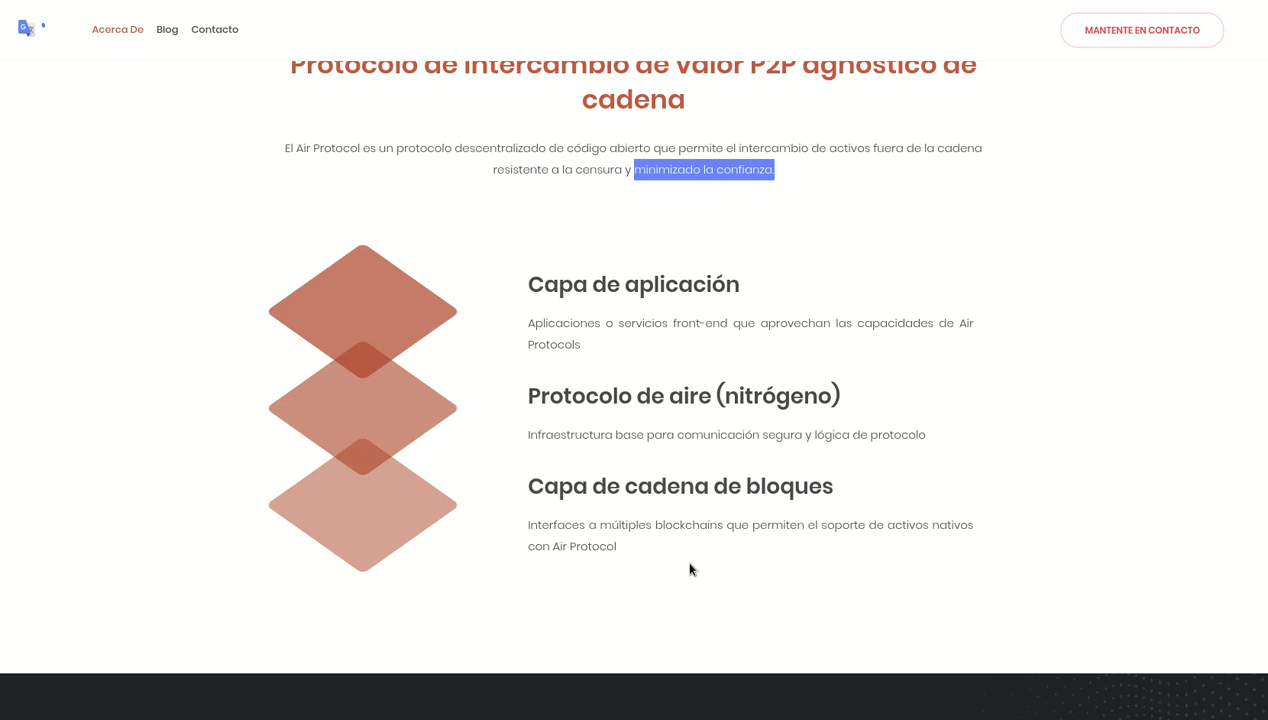 Acerca De
Blog
Contacto
MANTENTE EN CONTACTO
Protocolo de intercambio de valor P2P agnóstico de
cadena
El Air Protocol es un protocolo descentralizado de código abierto que permite el intercambio de activos fuera de la cadena
resistente a la censura y minimizado la confianza.
Capa de aplicación
Aplicaciones o servicios front-end que aprovechan las capacidades de Air
Protocols
Protocolo de aire (nitrógeno)
Infraestructura base para comunicación segura y lógica de protocolo
Capa de cadena de bloques
Interfaces a múltiples blockchains que permiten el soporte de activos nativos
con Air Protocol